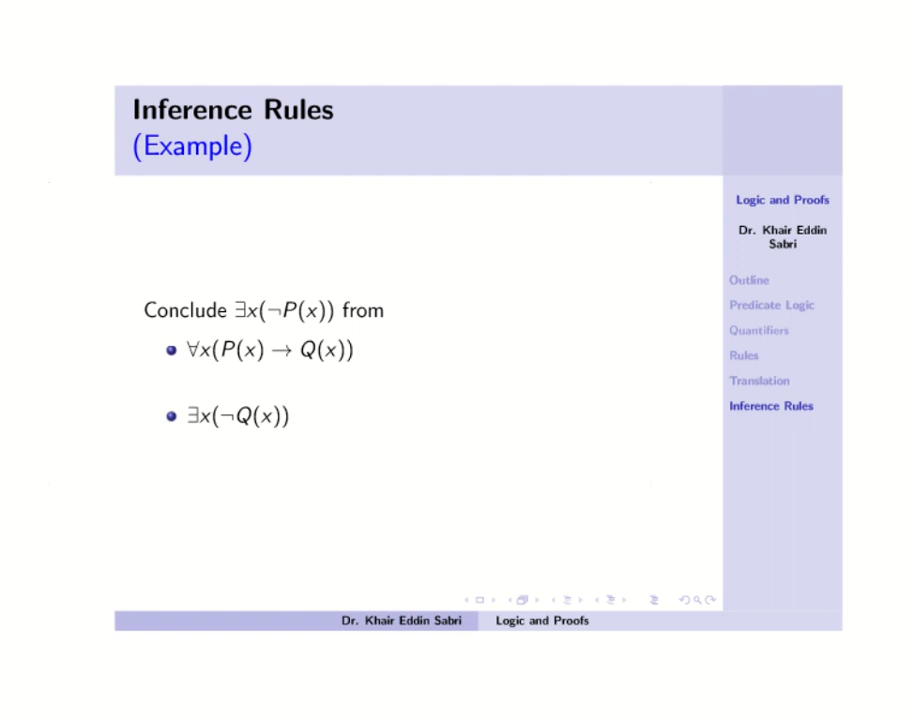 Inference Rules
(Example)
Logic and Proofs
Dr. Khair Eddin
Sabri
Outline
Predicate Logic
Quantifiers
Rules
Translation
Inference Rules
Conclude ∃x(¬P(x)) from
∀x(P(x) → Q(x))
∃x(¬Q(x))
Dr. Khair Eddin Sabri
Logic and Proofs